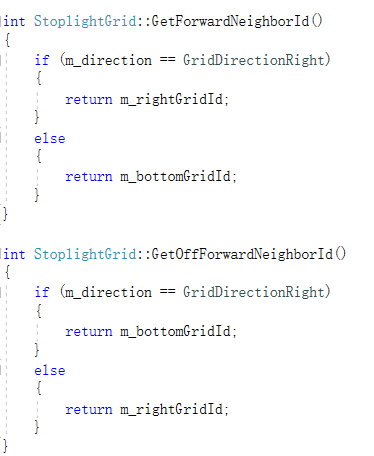 int StoplightGrid::GetForwardNeighborId()
{
    if (m_direction == GridDirectionRight)
    {
        return m_rightGridId;
    }
    else
    {
        return m_bottomGridId;
    }
}

int StoplightGrid::GetOffForwardNeighborId()
{
    if (m_direction == GridDirectionRight)
    {
        return m_bottomGridId;
    }
    else
    {
        return m_rightGridId;
    }
}